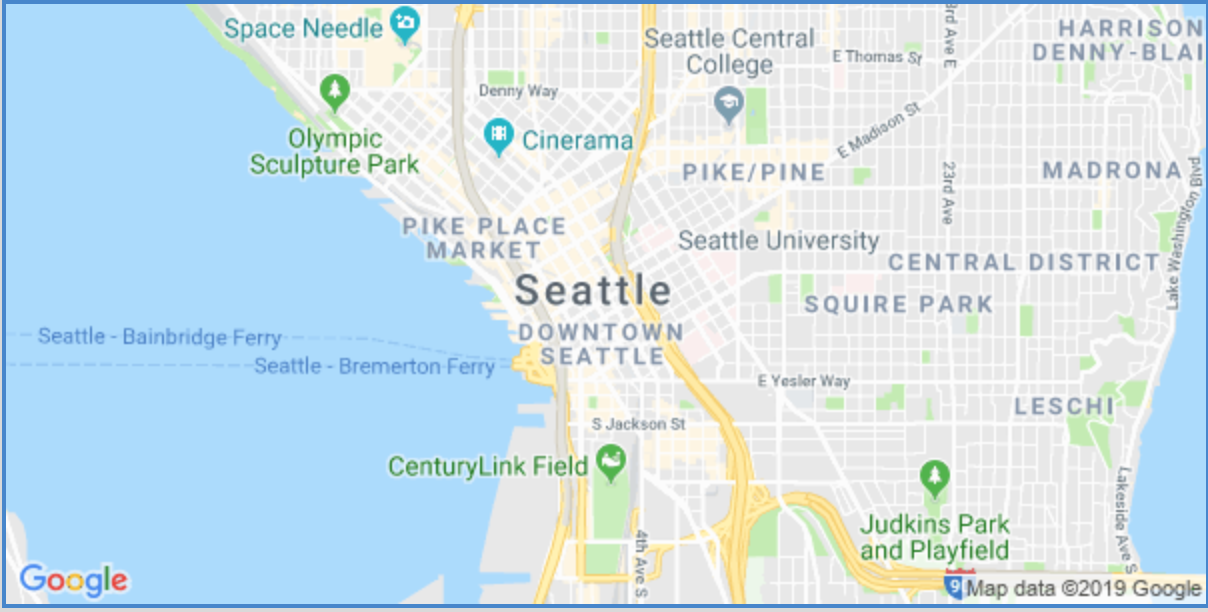 Space Needle
Seattle Central
College
E Thomas St
3rd Ave E
HARRISON
DENNY-BLAI
Denny Way
Olympic
Sculpture Park
Cinerama
E Madison St
PIKE/PINE
23rd Ave
MADRONA
Lake Washington Blvd
PIKE PLACE
MARKET
Seattle University
CENTRAL DISTRICT
Seattle
SQUIRE PARK
DOWNTOWN
SEATTLE
Seattle - Bainbridge Ferry
Seattle - Bremerton Ferry
E Yesler Way
LESCHI
S Jackson St
CenturyLink Field
Judkins Park
and Playfield
4th Ave S
Lakeside Ave S
Google
9
Map data ©2019 Google